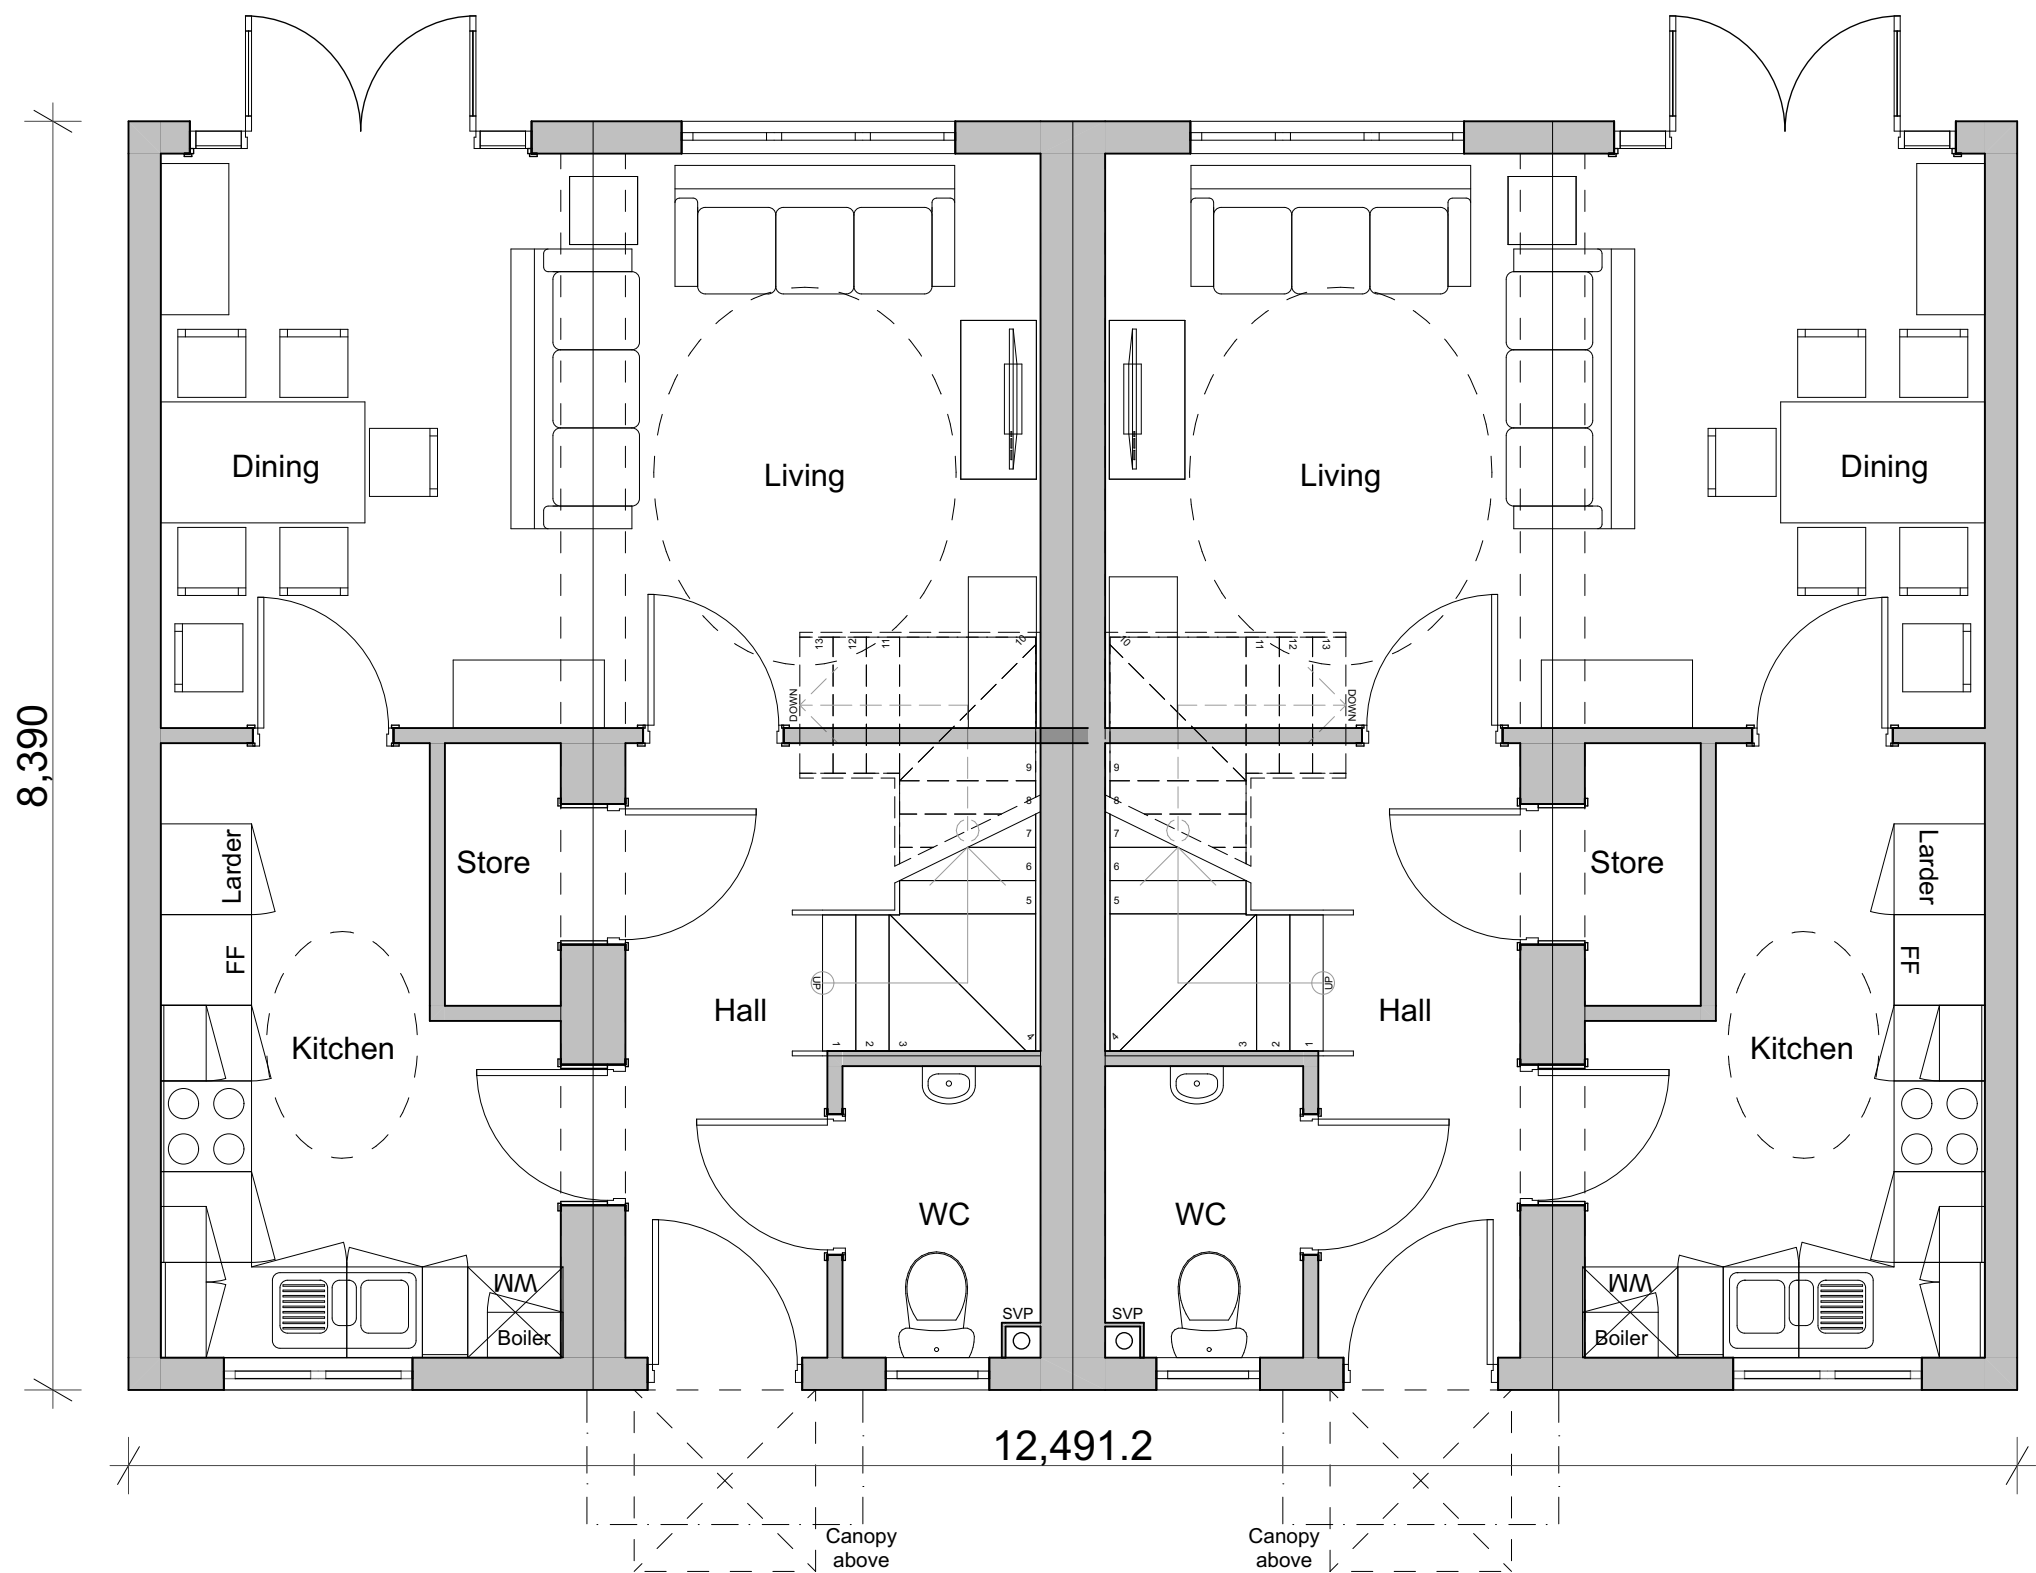 Dining
Living
Living
Dining
13
12
11
10
10
11
12
13
DOWN
DOWN
8,390
9
9
8
8
7
7
6
6
5
5
Larder
Store
Store
Larder
FF
FF
UP
UP
Hall
Hall
Kitchen
Kitchen
1
2
3
4
4
3
2
1
WC
WC
WM
WM
SVP
SVP
Boiler
Boiler
12,491.2
Canopy
above
Canopy
above